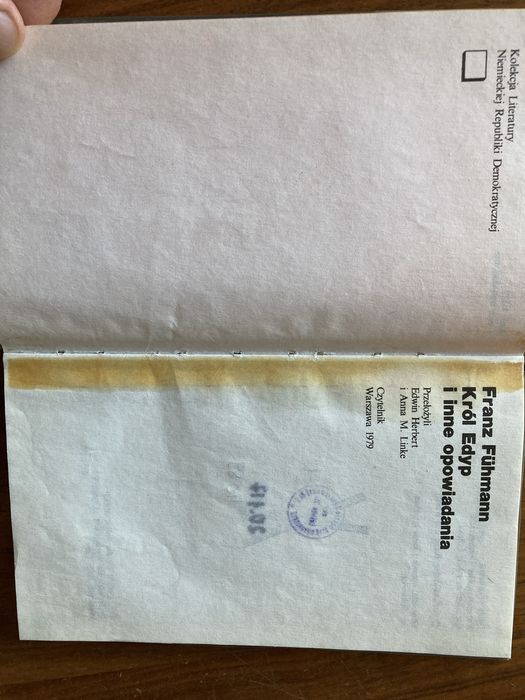 Kolekcja Literatury
Niemieckiej Republiki Demokratycznej
Franz Fühmann
Król Edyp
i inne opowiadania
Przełożyli
Edwin Herbert
i Anna M. Linke
Czytelnik
Warszawa 1979